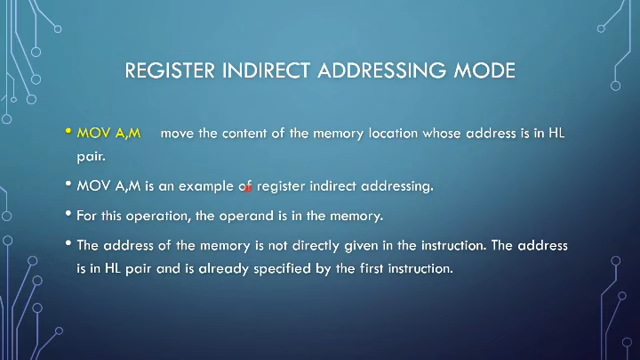 REGISTER INDIRECT ADDRESSING MODE
• MOV A,M move the content of the memory location whose address is in HL
pair.
• MOV A,M is an example of register indirect addressing.
• For this operation, the operand is in the memory.
• The address of the memory is not directly given in the instruction. The address
is in HL pair and is already specified by the first instruction.